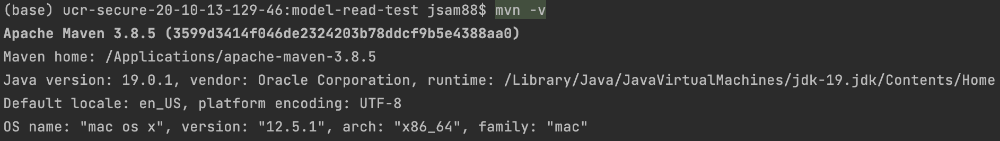 (base) ucr-secure-20-10-13-129-46:model-read-test jsam88$ mvn -v
Apache Maven 3.8.5 (3599d3414f046de2324203b78ddcf9b5e4388aa0)
Maven home: /Applications/apache-maven-3.8.5
Java version: 19.0.1, vendor: Oracle Corporation, runtime: /Library/Java/JavaVirtualMachines/jdk-19.jdk/Contents/Home
Default locale: en_US, platform encoding: UTF-8
OS name: "mac os x", version: "12.5.1", arch: "x86_64", family: "mac"